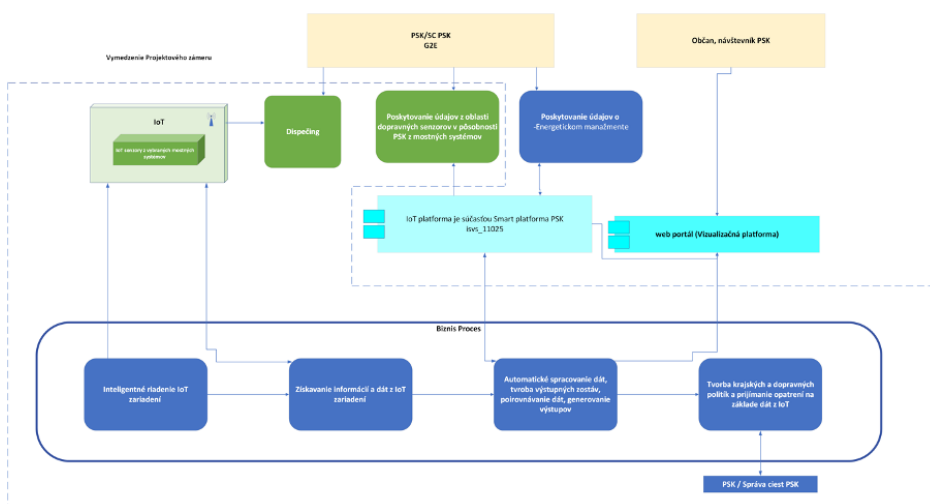 PSK/SC PSK
G2E
Občan, návštevník PSK
Vymedzenie Projektového zámeru
IoT
IoT senzory z vybraných mostných
systémov
Dispečing
Poskytovanie údajov z oblasti
dopravných senzorov v pôsobnosti
PSK z mostných systémov
Poskytovanie údajov o
-Energetickom manažmente
IoT platforma je súčasťou Smart platforma PSK
isvs_11025
web portál (Vizualizačná platforma)
Biznis Proces
Inteligentné riadenie IoT
zariadení
Získavanie informácií a dát z IoT
zariadení
Automatické spracovanie dát,
tvroba výstupných zostáv,
poirovnávanie dát, generovanie
výstupov
Tvorba krajských a dopravných
politík a prijímanie opatrení na
základe dát z IoT
PSK / Správa ciest PSK